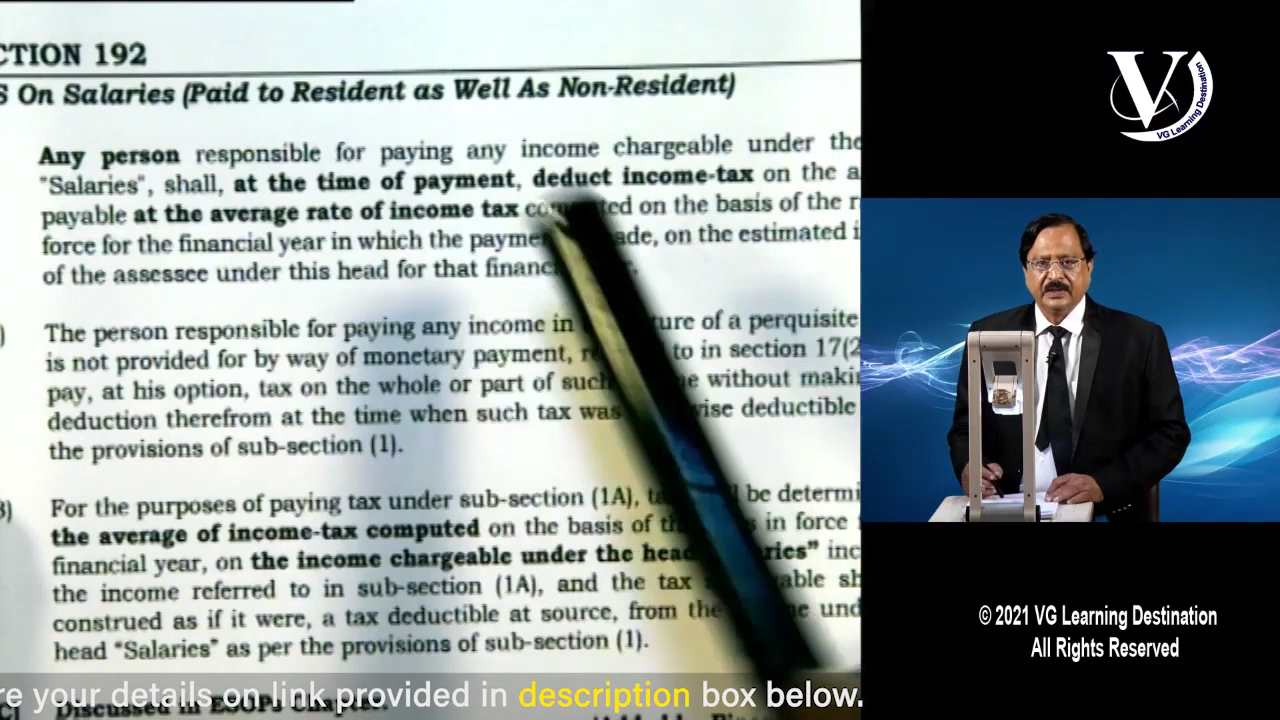 CTION 192
S On Salaries (Paid to Resident as Well As Non-Resident)
Any person responsible for paying any income chargeable under the
"Salaries", shall, at the time of payment, deduct income-tax on the a
payable at the average rate of income tax on the basis of the r
force for the financial year in which the payme ade, on the estimated i
of the assessee under this head for that financ
) The person responsible for paying any income in ture of a perquisite
is not provided for by way of monetary payment, r to in section 17(2
pay, at his option, tax on the whole or part of such e without maki
deduction therefrom at the time when such tax was wise deductible
the provisions of sub-section (1).
3) For the purposes of paying tax under sub-section (1A), ta be determi
the average of income-tax computed on the basis of th in force
financial year, on the income chargeable under the head ries" inc
the income referred to in sub-section (1A), and the tax able sh
construed as if it were, a tax deductible at source, from the e und
head "Salaries" as per the provisions of sub-section (1).
Discussed in ESOPs Chapter.
re your details on link provided in description box below.
V
VG Learning Destination
© 2021 VG Learning Destination
All Rights Reserved